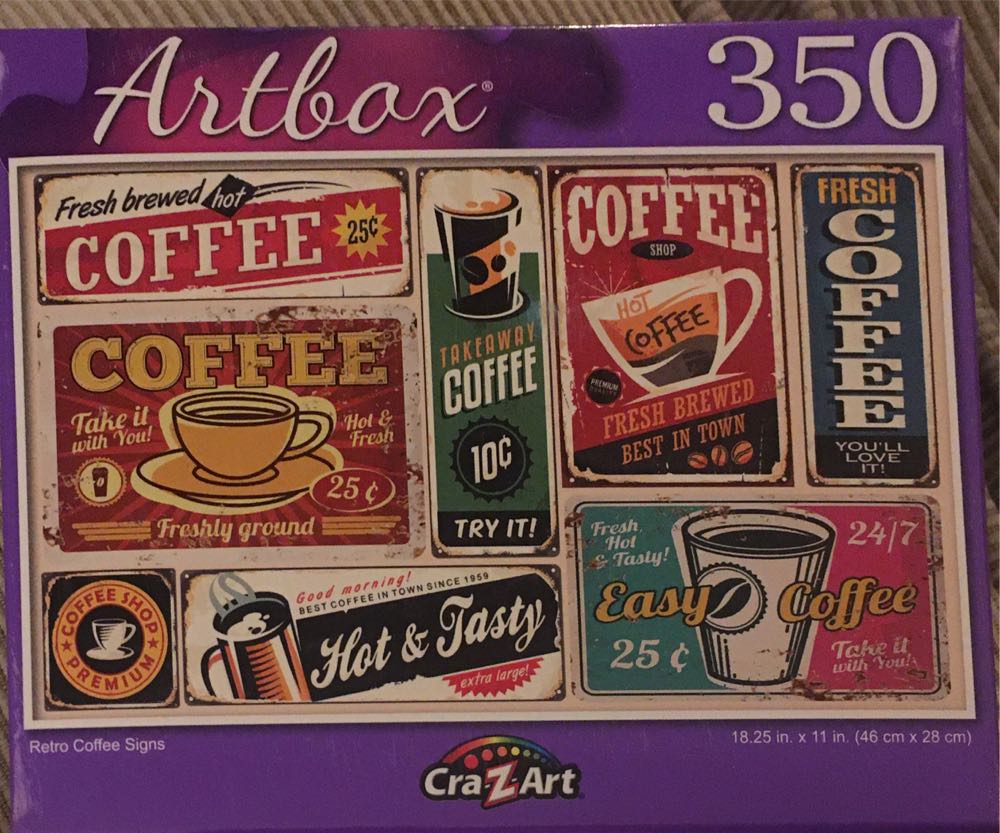 Artbox®
350
Fresh brewed hot
COFFEE
25¢
COFFEE
Take it
with You!
Hot &
Fresh
25 ¢
Freshly ground
TAKEAWAY
COFFEE
10¢
TRY IT!
COFFEE
SHOP
HOT
COFFEE
PREMIUM
FRESH BREWED
BEST IN TOWN
FRESH
COFFEE
YOU'LL
LOVE
IT!
COFFEE SHOP
PREMIUM
Good morning!
BEST COFFEE IN TOWN SINCE 1959
Hot & Tasty
extra large!
Fresh,
Hot
& Tasty!
24/7
Easy Coffee
25 ¢
Take it
with You!
Retro Coffee Signs
18.25 in. x 11 in. (46 cm x 28 cm)
Cra-Z-Art